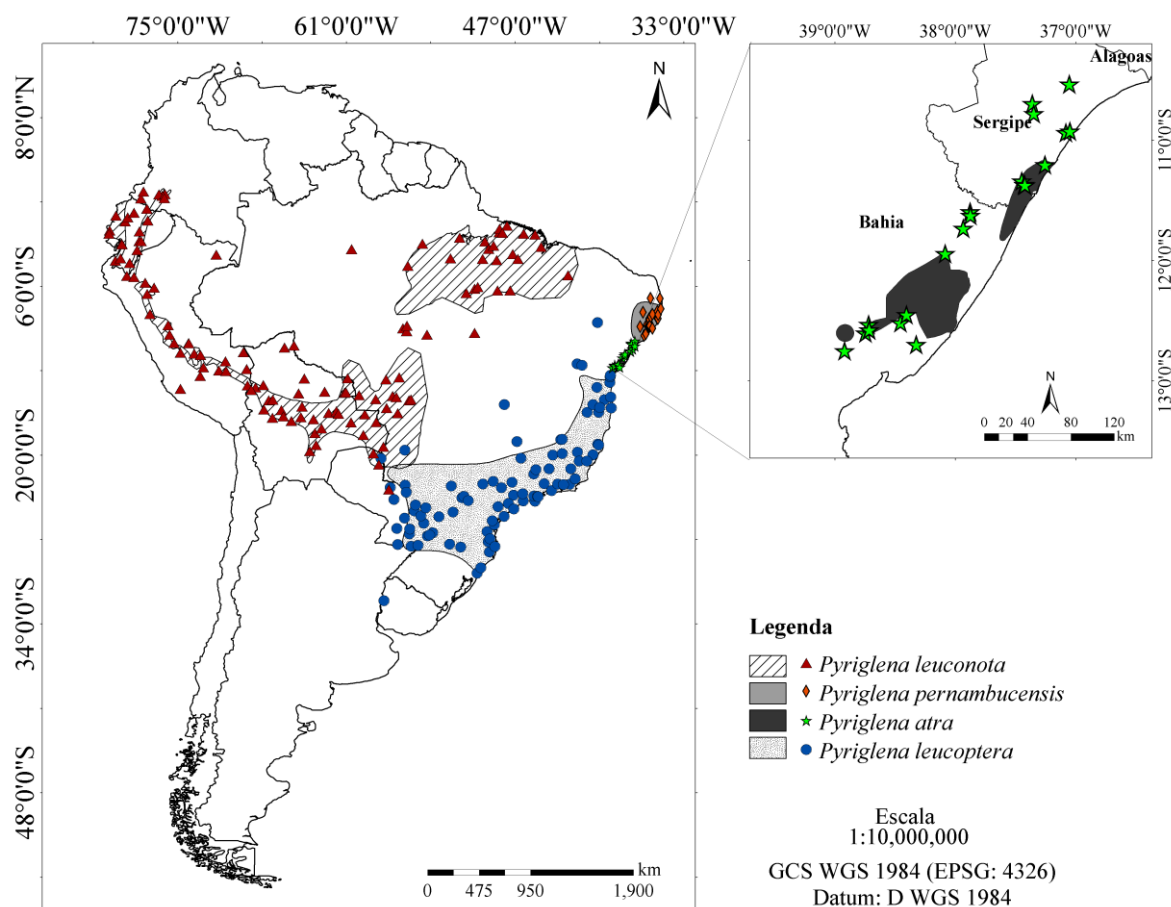 75°0'0"W 61°0'0"W 47°0'0"W 33°0'0"W
8°0'0"N
6°0'0"S
20°0'0"S
34°0'0"S
48°0'0"S
N
km
0 475 950 1,900
39°0'0"W 38°0'0"W 37°0'0"W
Alagoas
Sergipe
Bahia
11°0'0"S
12°0'0"S
13°0'0"S
N
0 20 40 80 120
km
Legenda
Pyriglena leuconota
Pyriglena pernambucensis
Pyriglena atra
Pyriglena leucoptera
Escala
1:10,000,000
GCS WGS 1984 (EPSG: 4326)
Datum: D WGS 1984